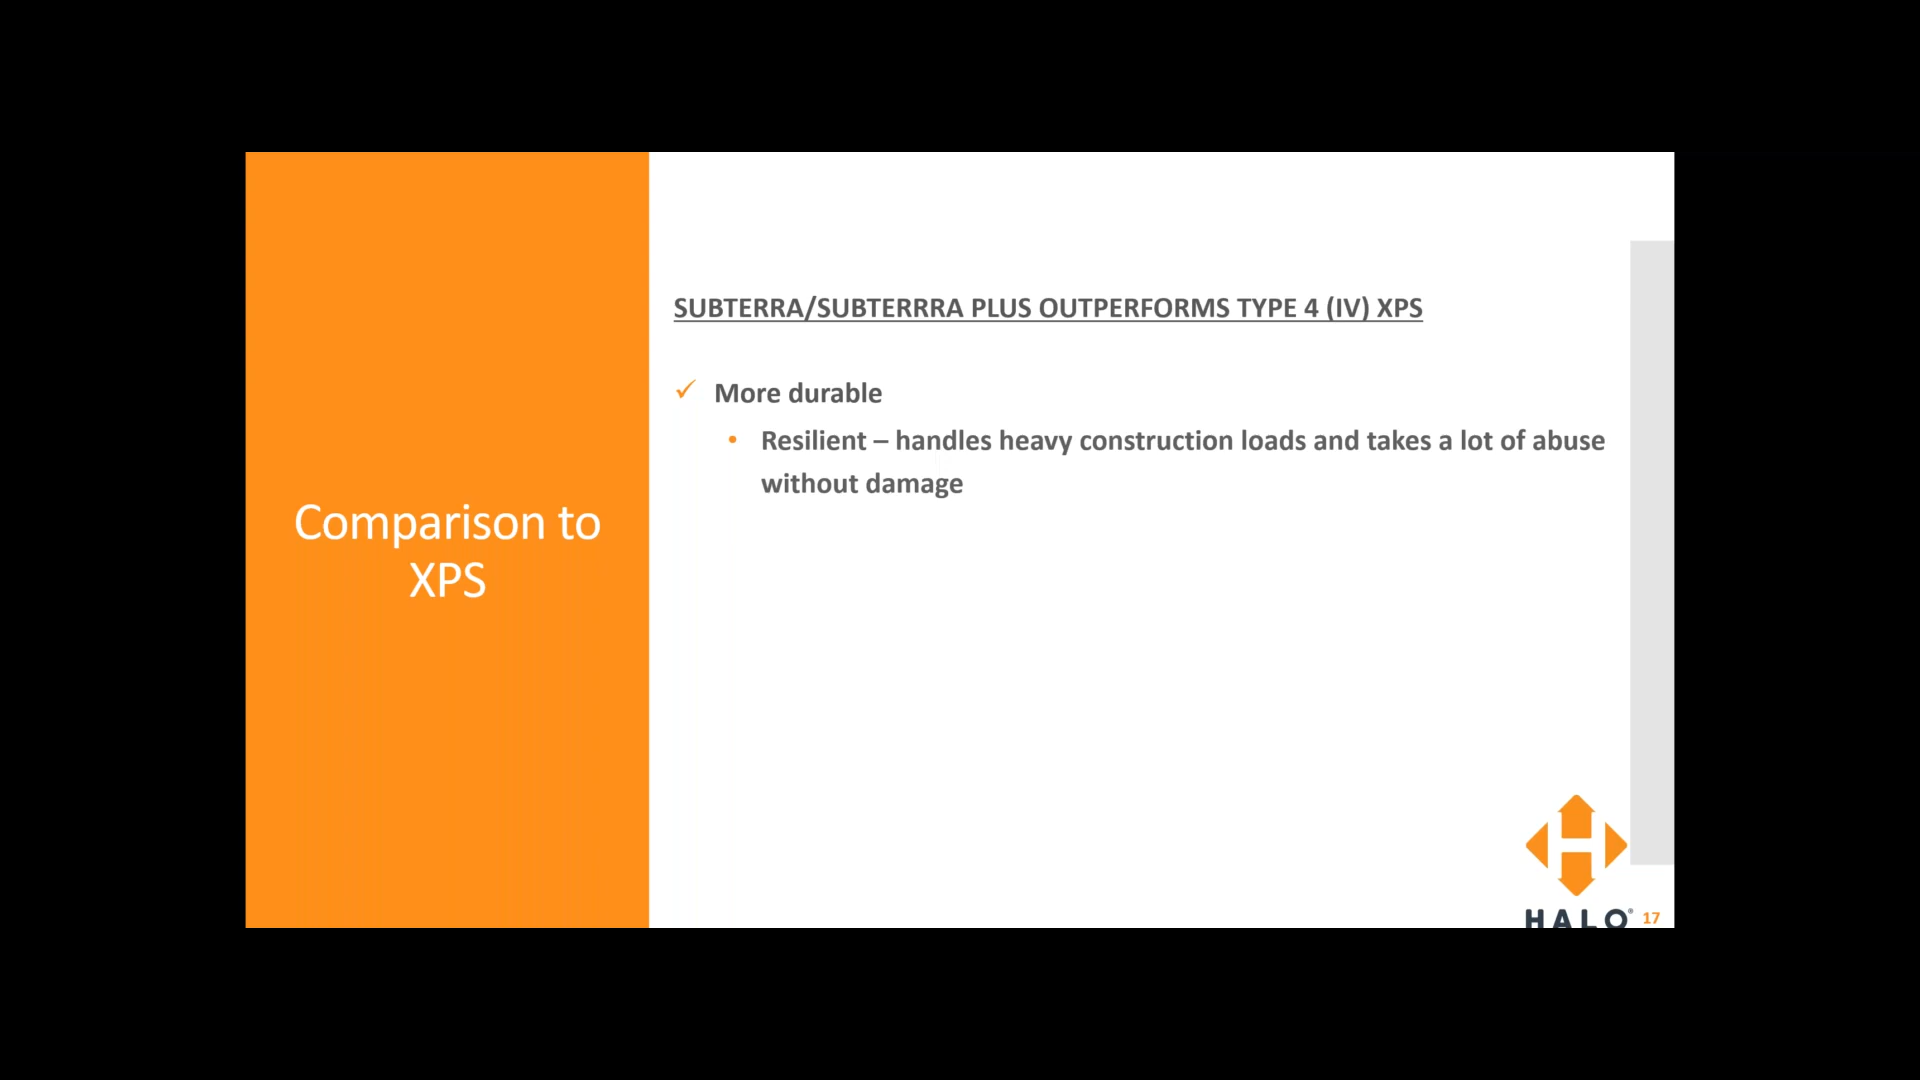 Comparison to
XPS
SUBTERRA/SUBTERRRA PLUS OUTPERFORMS TYPE 4 (IV) XPS
✓ More durable
• Resilient – handles heavy construction loads and takes a lot of abuse
without damage
HALO®
17